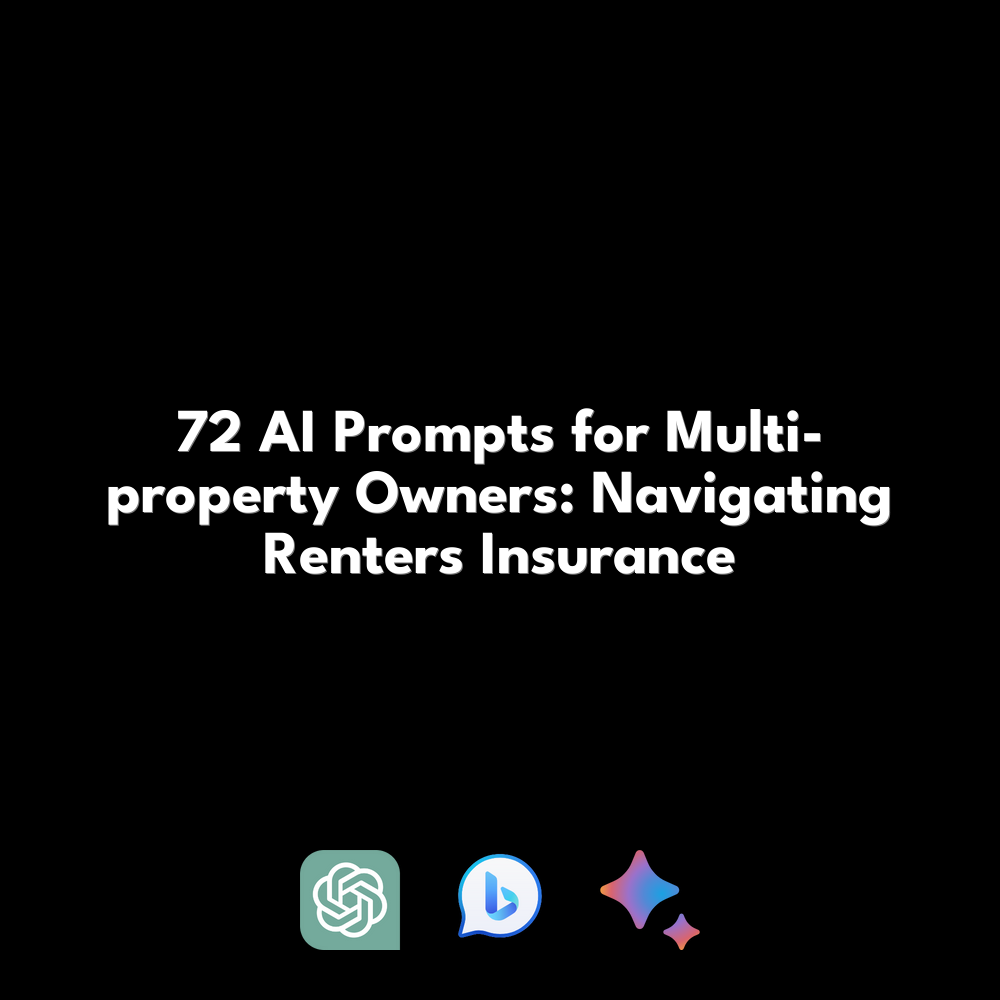 72 AI Prompts for Multi-
property Owners: Navigating
Renters Insurance